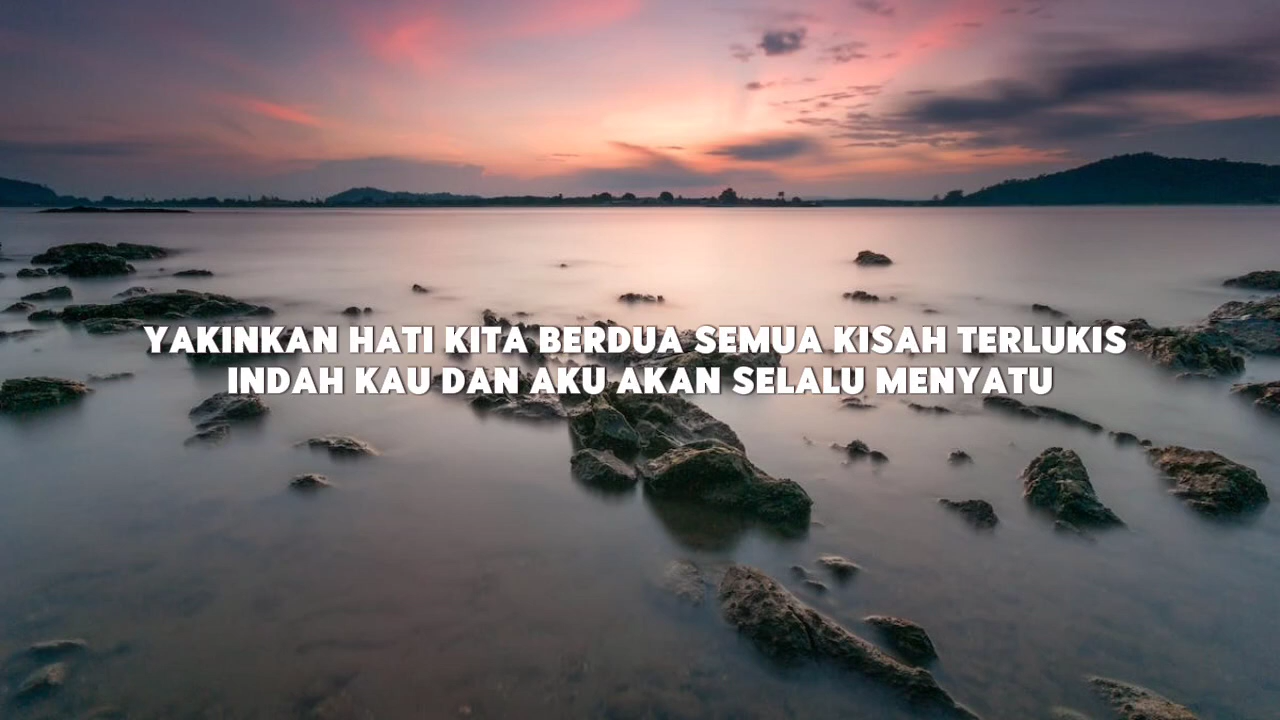 YAKINKAN HATI KITA BERDUA SEMUA KISAH TERLUKIS
INDAH KAU DAN AKU AKAN SELALU MENYATU